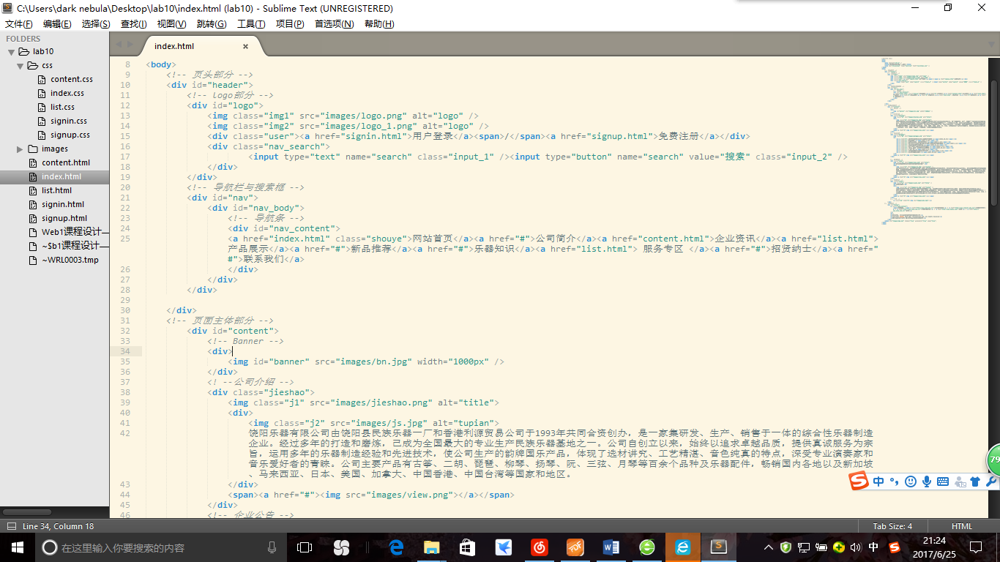 C:\Users\dark nebula\Desktop\lab10\index.html (lab10) - Sublime Text (UNREGISTERED)
文件(F) 编辑(E) 选择(S) 查找(I) 视图(V) 跳转(G) 工具(T) 项目(P) 首选项(N) 帮助(H)
FOLDERS
lab10
css
content.css
index.css
list.css
signin.css
signup.css
images
content.html
index.html
list.html
signin.html
signup.html
Web1课程设计—
~$b1课程设计—
~WRL0003.tmp
index.html ×
8 <body>
9 <!-- 页头部分 -->
10 <div id="header">
11 <!-- logo部分 -->
12 <div id="logo">
13 <img class="img1" src="images/logo.png" alt="logo" />
14 <img class="img2" src="images/logo_1.png" alt="logo" />
15 <div class="user"><a href="signin.html">用户登录</a><span>/</span><a href="signup.html">免费注册</a></div>
16 <div class="nav_search">
17 <input type="text" name="search" class="input_1" /><input type="button" name="search" value="搜索" class="input_2" />
18 </div>
19 </div>
20 <!-- 导航栏与搜索框 -->
21 <div id="nav">
22 <div id="nav_body">
23 <!-- 导航条 -->
24 <div id="nav_content">
25 <a href="index.html" class="shouye">网站首页</a><a href="#">公司简介</a><a href="content.html">企业资讯</a><a href="list.html">
产品展示</a><a href="#">新品推荐</a><a href="#">乐器知识</a><a href="list.html"> 服务专区 </a><a href="#">招贤纳士</a><a href="
#">联系我们</a>
26 </div>
27 </div>
28 </div>
29
30 </div>
31 <!-- 页面主体部分 -->
32 <div id="content">
33 <!-- Banner -->
34 <div>
35 <img id="banner" src="images/bn.jpg" width="1000px" />
36 </div>
37 <! --公司介绍 -->
38 <div class="jieshao">
39 <img class="j1" src="images/jieshao.png" alt="title">
40 <div>
41 <img class="j2" src="images/js.jpg" alt="tupian">
42 饶阳乐器有限公司由饶阳县民族乐器一厂和香港利源贸易公司于1993年共同合资创办，是一家集研发、生产、销售于一体的综合性乐器制造
企业。经过多年的打造和磨炼，已成为全国最大的专业生产民族乐器基地之一。公司自创立以来，始终以追求卓越品质，提供真诚服务为宗
旨，运用多年的乐器制造经验和先进技术，使公司生产的韵牌国乐产品，体现了选材讲究、工艺精湛、音色纯真的特点，深受专业演奏家和
音乐爱好者的青睐。公司主要产品有古筝、二胡、琵琶、柳琴、扬琴、阮、三弦、月琴等百余个品种及乐器配件，畅销国内各地以及新加坡
、马来西亚、日本、美国、加拿大、中国香港、中国台湾等国家和地区。
43 </div>
44 <span><a href="#"><img src="images/view.png"></a></span>
45 </div>
46 <!-- 企业公告 -->
79
中
Line 34, Column 18
Tab Size: 4
HTML
在这里输入你要搜索的内容
中
21:24
2017/6/25